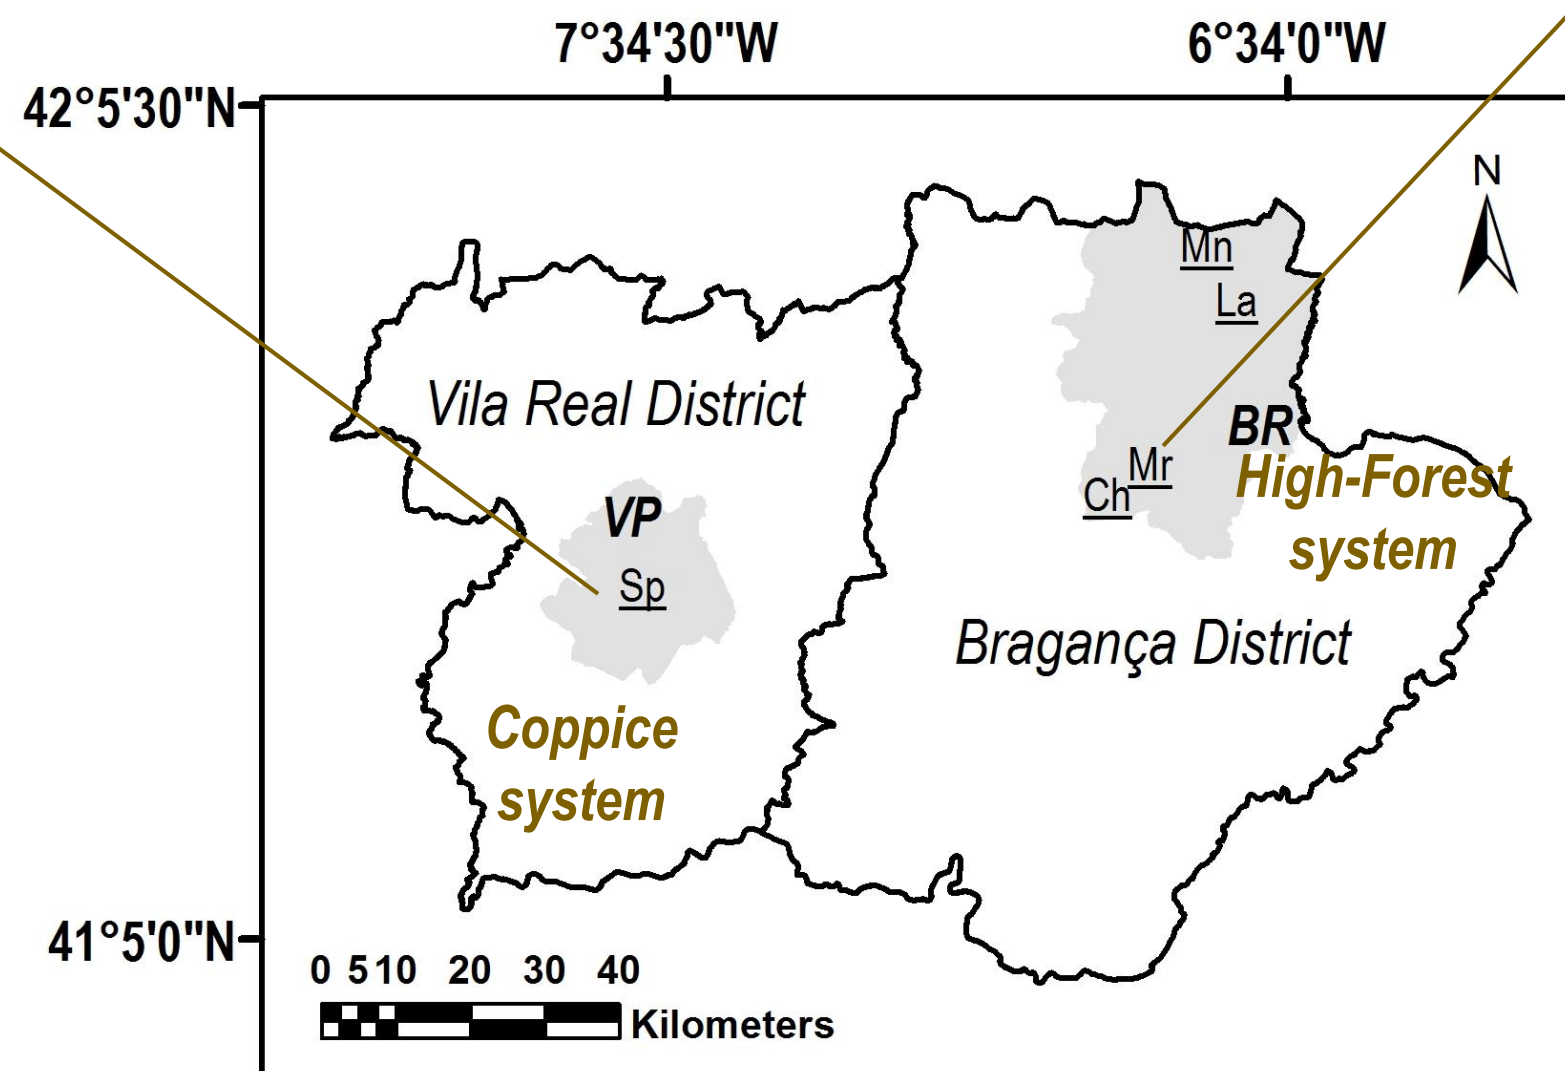 7°34'30"W
6°34'0"W
42°5'30"N
N
Mn
La
Vila Real District
BR
Mr
High-Forest
Ch
VP
system
Sp
Bragança District
Coppice
system
41°5'0"N
0 5 10 20 30 40
Kilometers